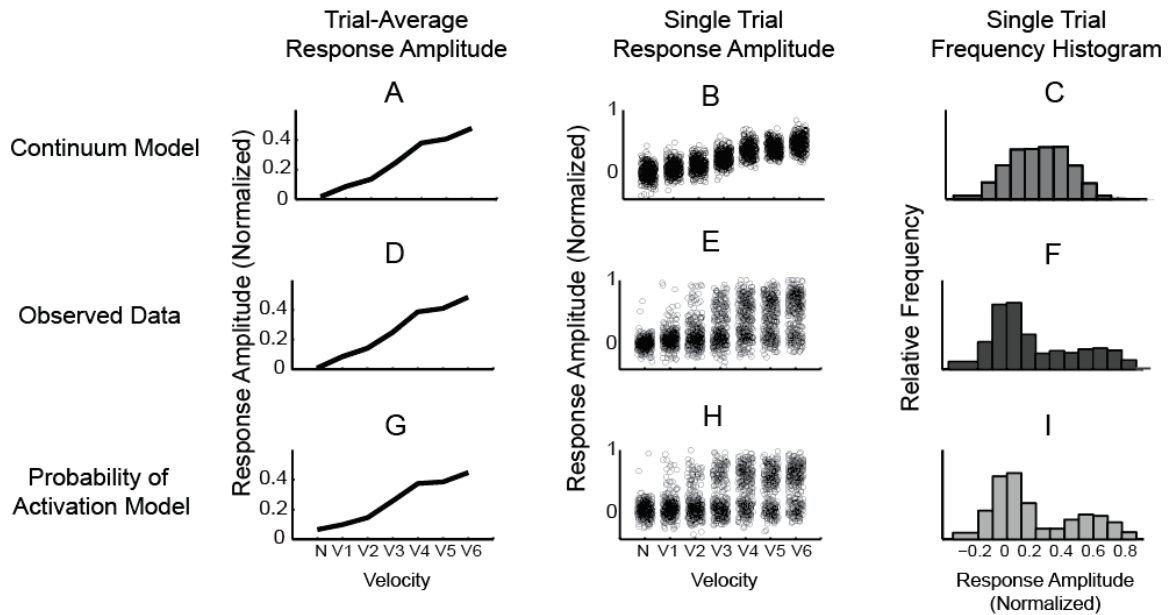 Trial-Average
Response Amplitude
Single Trial
Response Amplitude
Single Trial
Frequency Histogram
Continuum Model
Observed Data
Probability of
Activation Model
Response Amplitude (Normalized)
A
0.4
0.2
0
D
0.4
0.2
0
G
0.4
0.2
0
N V1 V2 V3 V4 V5 V6
Velocity
Response Amplitude (Normalized)
B
1
0
E
1
0
H
1
0
N V1 V2 V3 V4 V5 V6
Velocity
Relative Frequency
C
F
I
−0.2 0 0.2 0.4 0.6 0.8
Response Amplitude
(Normalized)